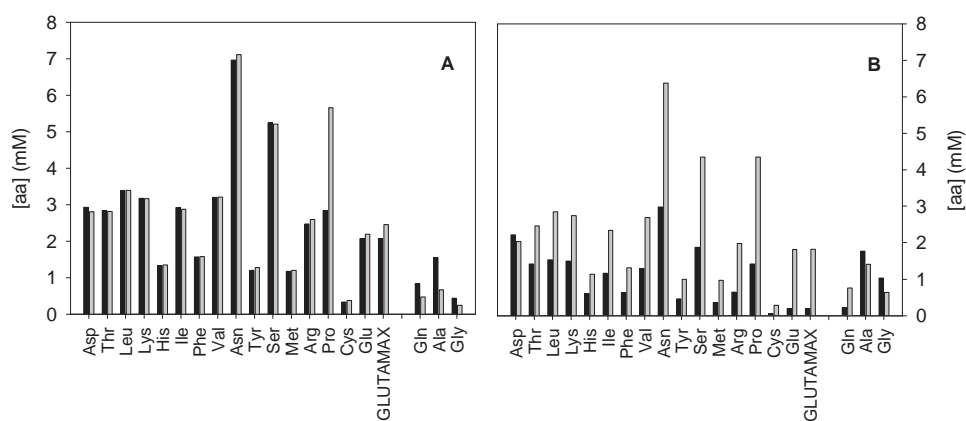 8
7
6
5
4
3
2
1
0
[aa] (mM)
A
Asp
Thr
Leu
Lys
His
Ile
Phe
Val
Asn
Tyr
Ser
Met
Arg
Pro
Cys
Glu
GLUTAMAX
Gln
Ala
Gly
B
Asp
Thr
Leu
Lys
His
Ile
Phe
Val
Asn
Tyr
Ser
Met
Arg
Pro
Cys
Glu
GLUTAMAX
Gln
Ala
Gly
8
7
6
5
4
3
2
1
0
[aa] (mM)